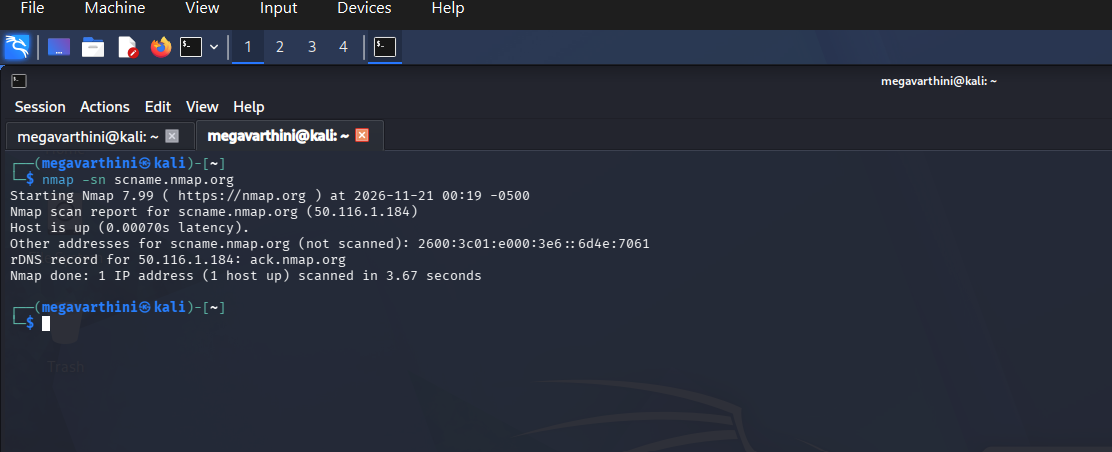 File Machine View Input Devices Help
1 2 3 4
megavarthini@kali: ~
Session Actions Edit View Help
megavarthini@kali: ~ megavarthini@kali: ~
┌──(megavarthini㉿kali)-[~]
└─$ nmap -sn scname.nmap.org
Starting Nmap 7.99 ( https://nmap.org ) at 2026-11-21 00:19 -0500
Nmap scan report for scname.nmap.org (50.116.1.184)
Host is up (0.00070s latency).
Other addresses for scname.nmap.org (not scanned): 2600:3c01:e000:3e6::6d4e:7061
rDNS record for 50.116.1.184: ack.nmap.org
Nmap done: 1 IP address (1 host up) scanned in 3.67 seconds
┌──(megavarthini㉿kali)-[~]
└─$
Trash